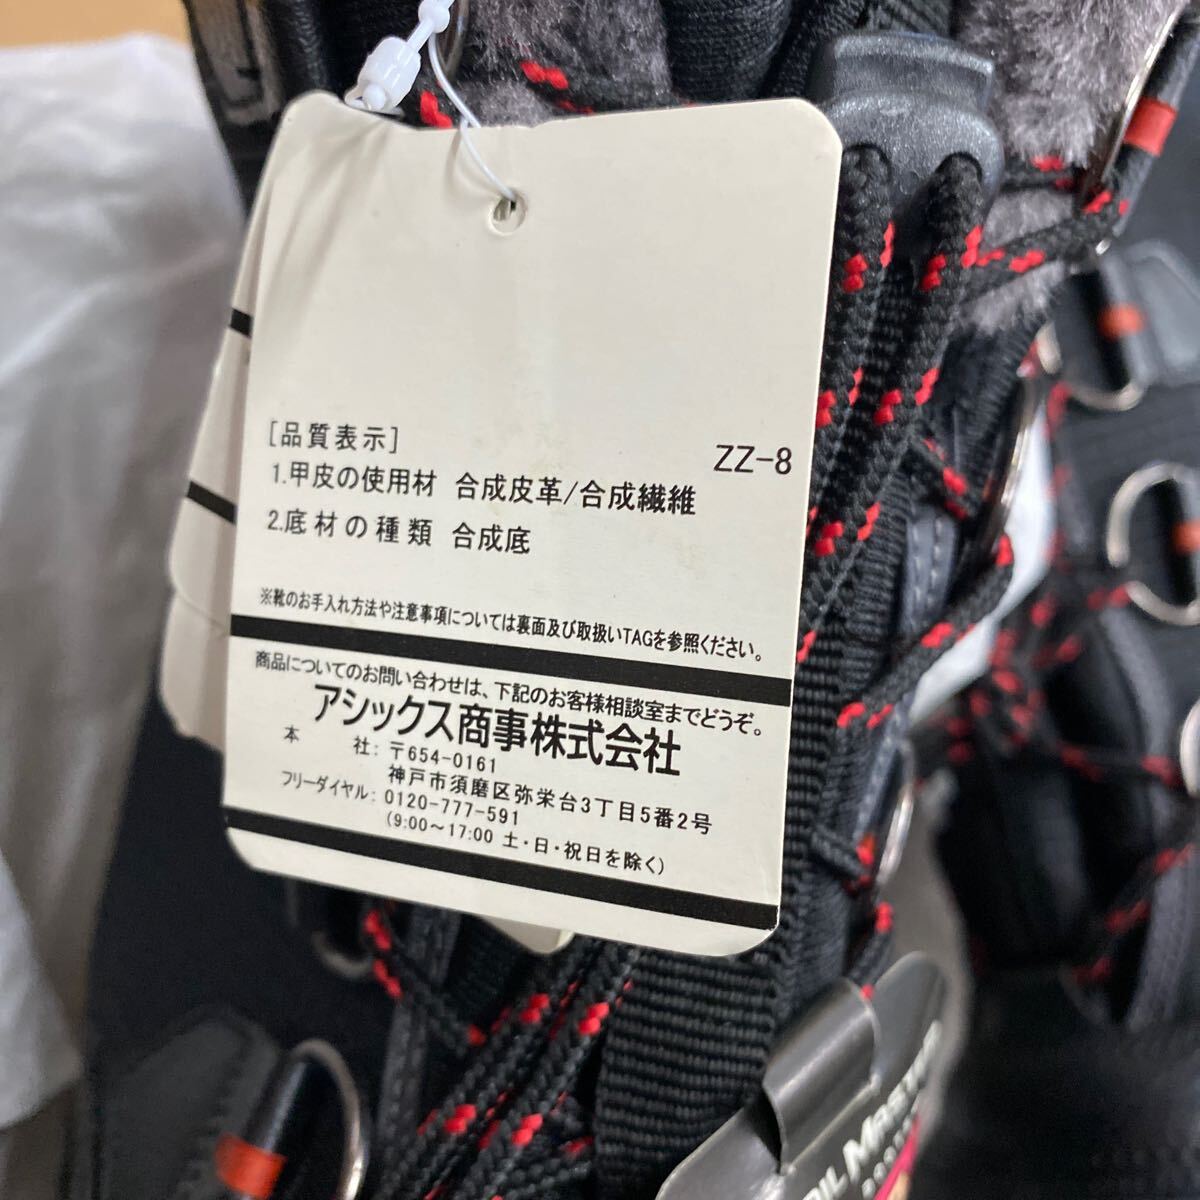 [品質表示]
ZZ-8
1.甲皮の使用材 合成皮革/合成繊維
2.底材の種類 合成底
※靴のお手入れ方法や注意事項については裏面及び取扱いTAGを参照ください。
商品についてのお問い合わせは、下記のお客様相談室までどうぞ。
アシックス商事株式会社
本 社: 〒654-0161
神戸市須磨区弥栄台3丁目5番2号
フリーダイヤル: 0120-777-591
(9:00～17:00 土・日・祝日を除く)